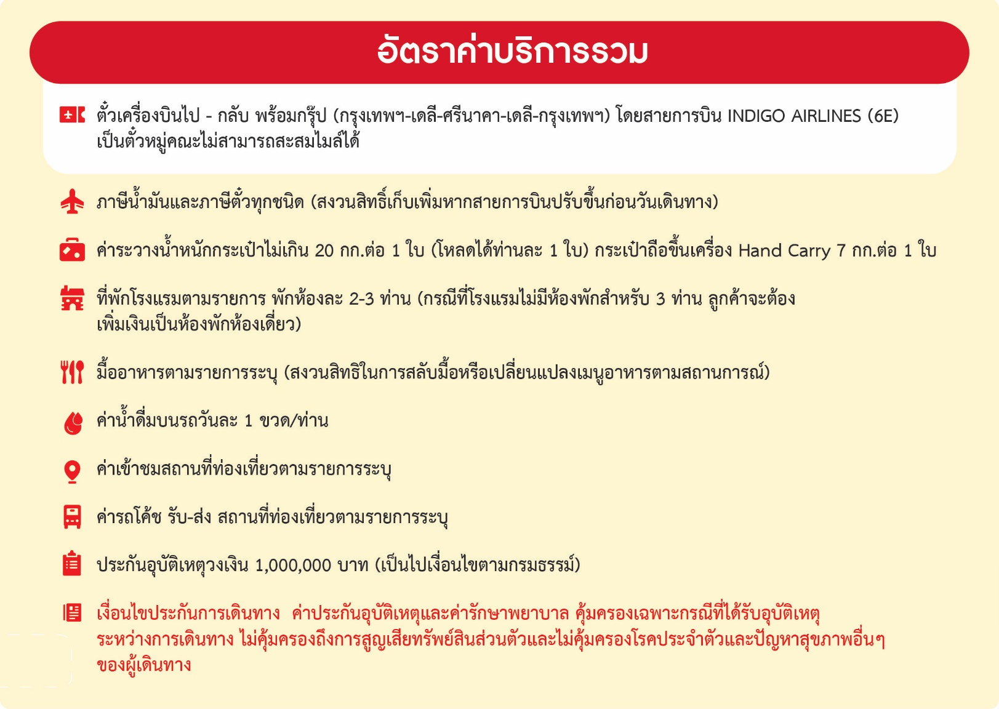 อัตราค่าบริการรวม
ตั๋วเครื่องบินไป - กลับ พร้อมกรุ๊ป (กรุงเทพฯ-เดลี-ศรีนาคา-เดลี-กรุงเทพฯ) โดยสายการบิน INDIGO AIRLINES (6E)
เป็นตั๋วหมู่คณะไม่สามารถสะสมไมล์ได้
ภาษีน้ำมันและภาษีตั๋วทุกชนิด (สงวนสิทธิ์เก็บเพิ่มหากสายการบินปรับขึ้นก่อนวันเดินทาง)
ค่าระวางน้ำหนักกระเป๋าไม่เกิน 20 กก.ต่อ 1 ใบ (โหลดได้ท่านละ 1 ใบ) กระเป๋าถือขึ้นเครื่อง Hand Carry 7 กก.ต่อ 1 ใบ
ที่พักโรงแรมตามรายการ พักห้องละ 2-3 ท่าน (กรณีที่โรงแรมไม่มีห้องพักสำหรับ 3 ท่าน ลูกค้าจะต้อง
เพิ่มเงินเป็นห้องพักห้องเดี่ยว)
มื้ออาหารตามรายการระบุ (สงวนสิทธิในการสลับมื้อหรือเปลี่ยนแปลงเมนูอาหารตามสถานการณ์)
ค่าน้ำดื่มบนรถวันละ 1 ขวด/ท่าน
ค่าเข้าชมสถานที่ท่องเที่ยวตามรายการระบุ
ค่ารถโค้ช รับ-ส่ง สถานที่ท่องเที่ยวตามรายการระบุ
ประกันอุบัติเหตุวงเงิน 1,000,000 บาท (เป็นไปเงื่อนไขตามกรมธรรม์)
เงื่อนไขประกันการเดินทาง ค่าประกันอุบัติเหตุและค่ารักษาพยาบาล คุ้มครองเฉพาะกรณีที่ได้รับอุบัติเหตุ
ระหว่างการเดินทาง ไม่คุ้มครองถึงการสูญเสียทรัพย์สินส่วนตัวและไม่คุ้มครองโรคประจำตัวและปัญหาสุขภาพอื่นๆ
ของผู้เดินทาง